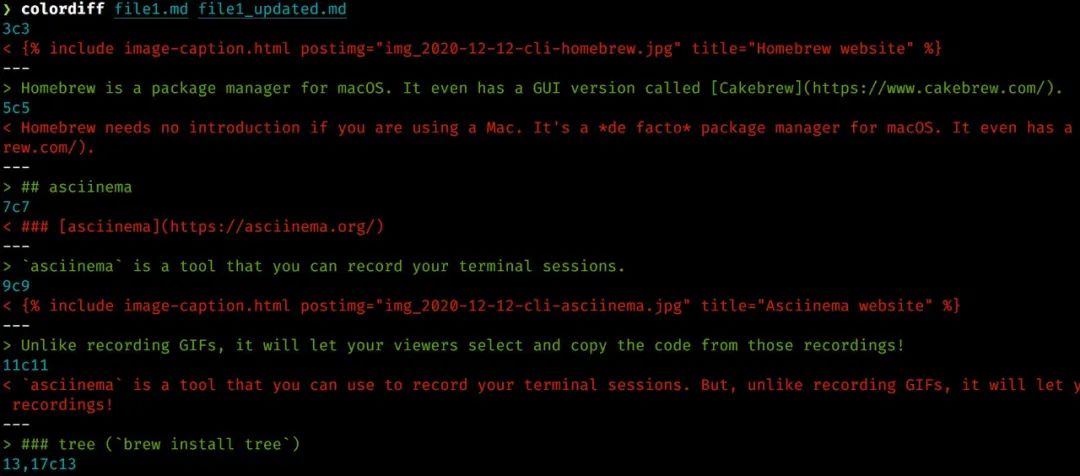 ❯ colordiff file1.md file1_updated.md
3c3
< {% include image-caption.html postimg="img_2020-12-12-cli-homebrew.jpg" title="Homebrew website" %}
---
> Homebrew is a package manager for macOS. It even has a GUI version called [Cakebrew](https://www.cakebrew.com/).
5c5
< Homebrew needs no introduction if you are using a Mac. It's a *de facto* package manager for macOS. It even has a
rew.com/).
---
> ## asciinema
7c7
< ### [asciinema](https://asciinema.org/)
---
> `asciinema` is a tool that you can record your terminal sessions.
9c9
< {% include image-caption.html postimg="img_2020-12-12-cli-asciinema.jpg" title="Asciinema website" %}
---
> Unlike recording GIFs, it will let your viewers select and copy the code from those recordings!
11c11
< `asciinema` is a tool that you can use to record your terminal sessions. But, unlike recording GIFs, it will let y
recordings!
---
> ### tree (`brew install tree`)
13,17c13